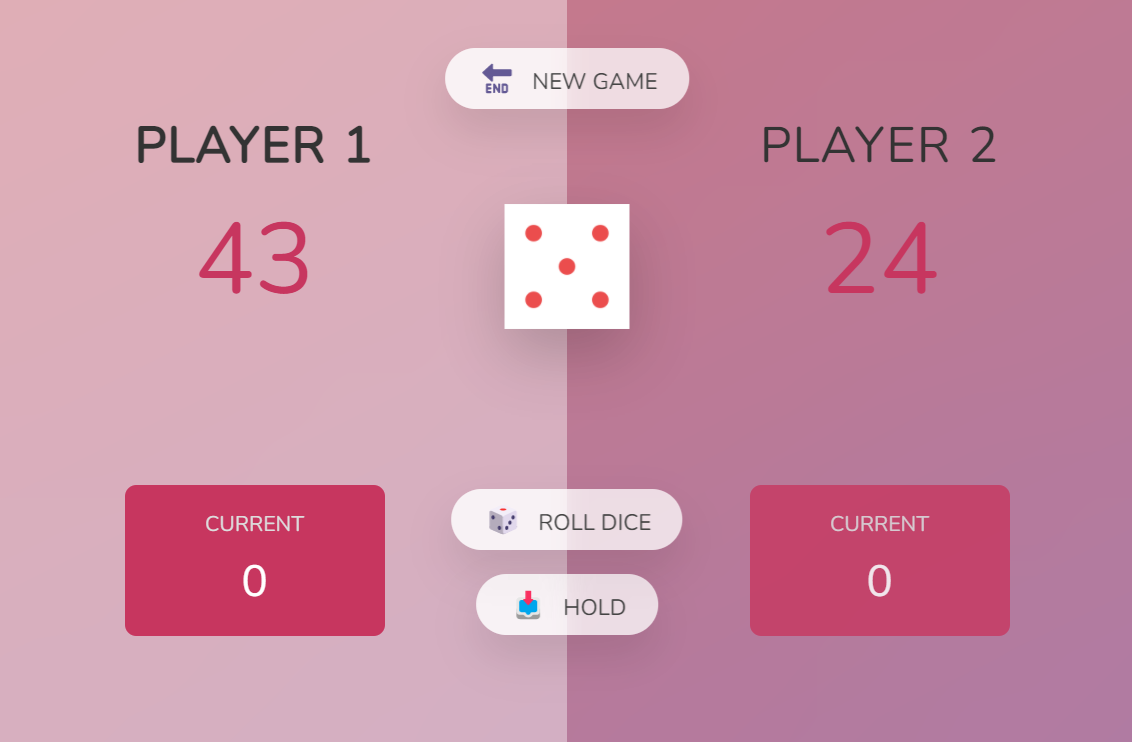 END NEW GAME
PLAYER 1
PLAYER 2
43
24
CURRENT
0
ROLL DICE
HOLD
CURRENT
0